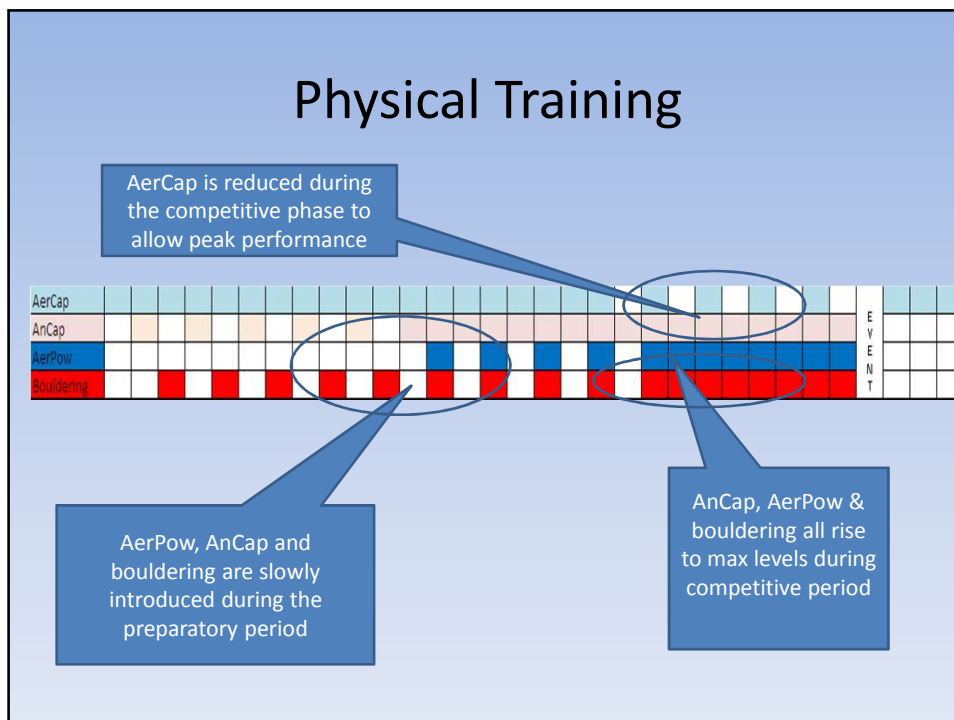 Physical Training
AerCap is reduced during
the competitive phase to
allow peak performance
AerCap
AnCap
AerPow
Bouldering
E
V
E
N
T
AerPow, AnCap and
bouldering are slowly
introduced during the
preparatory period
AnCap, AerPow &
bouldering all rise
to max levels during
competitive period